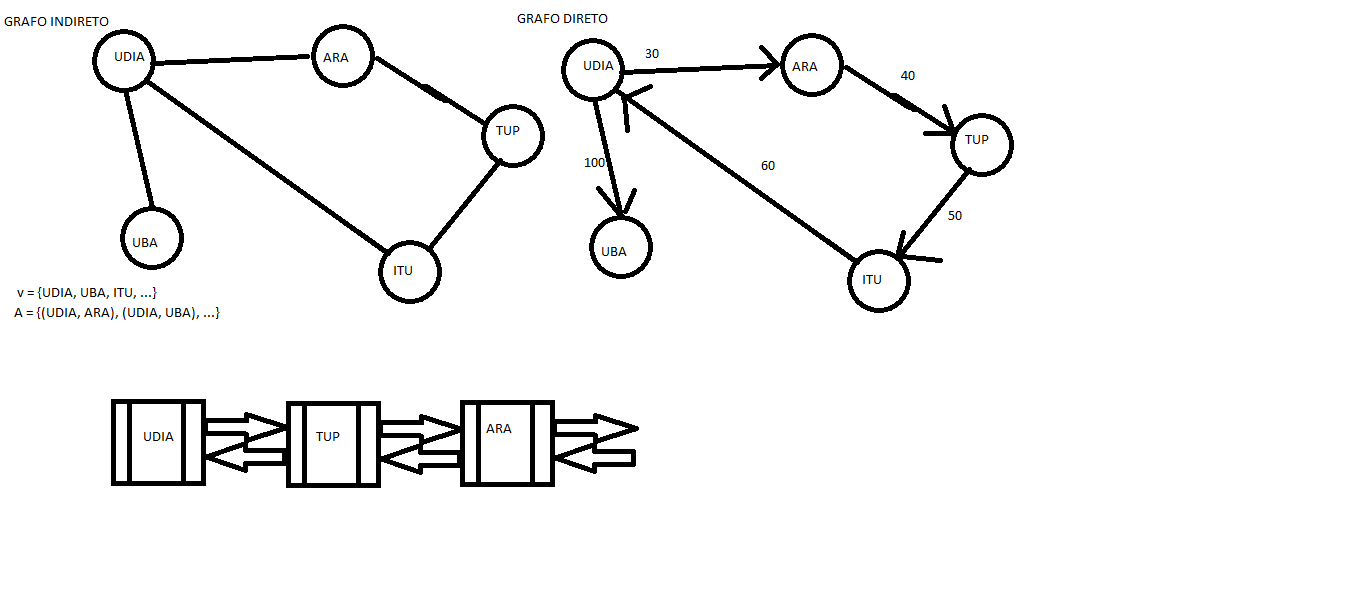 GRAFO INDIRETO
UDIA
ARA
TUP
UBA
ITU
v = {UDIA, UBA, ITU, ...}
A = {(UDIA, ARA), (UDIA, UBA), ...}
GRAFO DIRETO
UDIA
30
ARA
40
TUP
100
60
50
UBA
ITU
UDIA
TUP
ARA